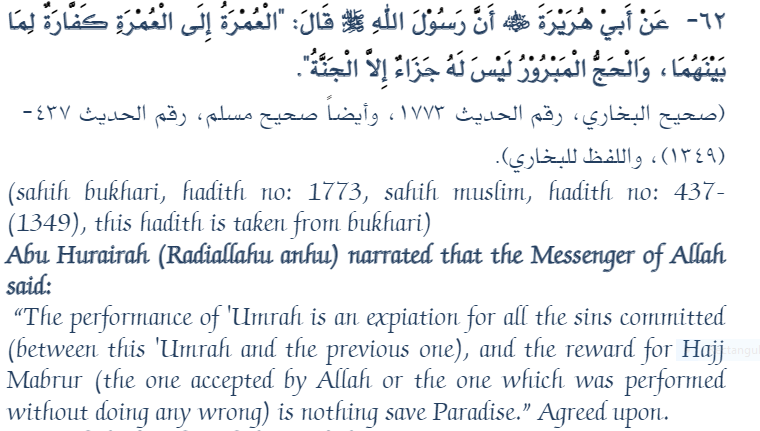 ٦٢- عَنْ أَبِيْ هُرَيْرَةَ ﷺ أَنَّ رَسُوْلَ اللهِ ﷺ قَالَ: "الْعُمْرَةُ إِلَى الْعُمْرَةِ كَفَّارَةٌ لِمَا
بَيْنَهُمَا، وَالْحَجُّ الْمَبْرُوْرُ لَيْسَ لَهُ جَزَاءٌ إِلاَّ الْجَنَّةُ".
(صحيح البخاري، رقم الحديث ١٧٧٣، وأيضاً صحيح مسلم، رقم الحديث ٤٣٧-
(١٣٤٩)، واللفظ للبخاري).
(sahih bukhari, hadith no: 1773, sahih muslim, hadith no: 437-
(1349), this hadith is taken from bukhari)
Abu Hurairah (Radiallahu anhu) narrated that the Messenger of Allah
said:
“The performance of 'Umrah is an expiation for all the sins committed
(between this 'Umrah and the previous one), and the reward for Hajj
Mabrur (the one accepted by Allah or the one which was performed
without doing any wrong) is nothing save Paradise.” Agreed upon.